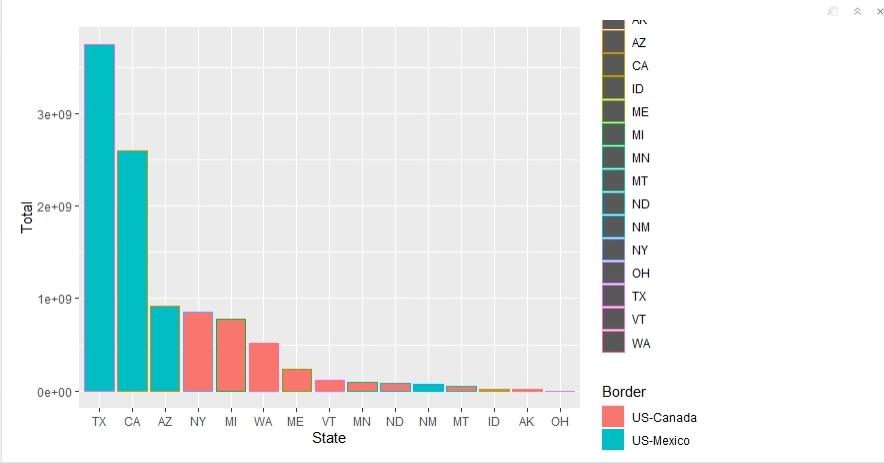 Total
3e+09
2e+09
1e+09
0e+00
TX CA AZ NY MI WA ME VT MN ND NM MT ID AK OH
State
AK
AZ
CA
ID
ME
MI
MN
MT
ND
NM
NY
OH
TX
VT
WA
Border
US-Canada
US-Mexico